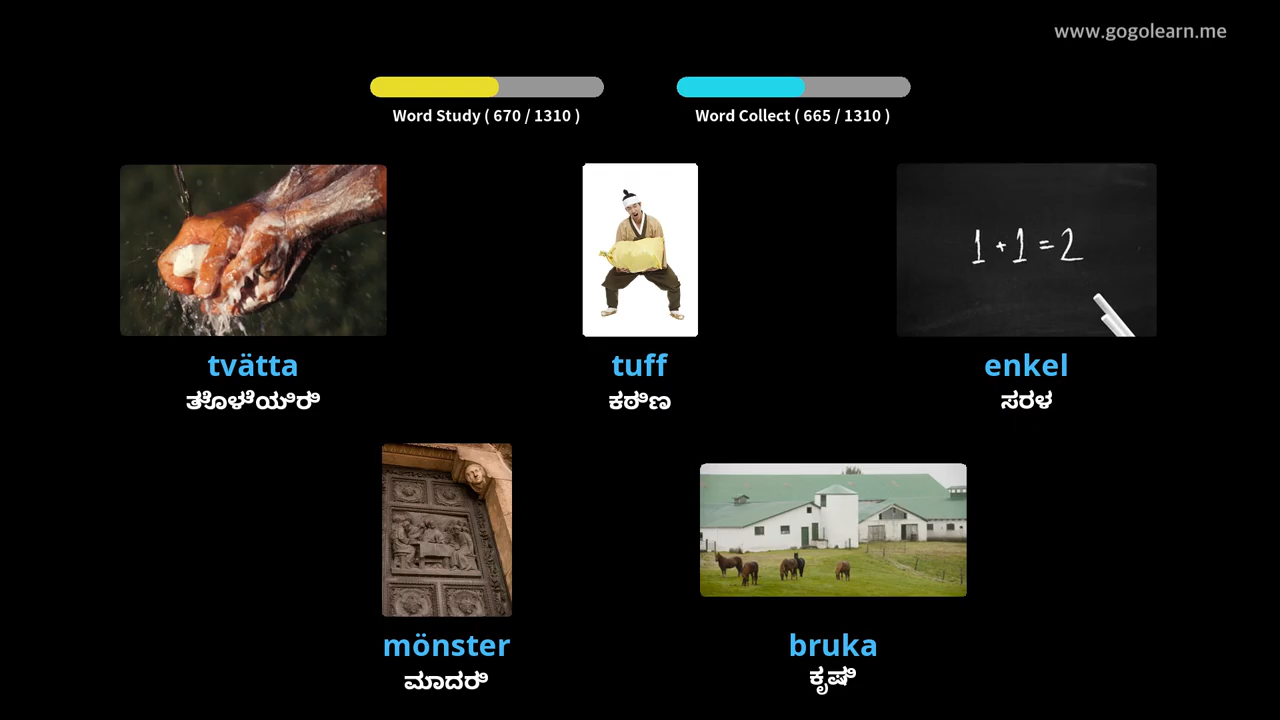 www.gogolearn.me
Word Study ( 670 / 1310 )
Word Collect ( 665 / 1310 )
tvätta
ತೊಳೆಯಿರಿ
tuff
ಕಠಿಣ
enkel
ಸರಳ
1 + 1 = 2
mönster
ಮಾದರಿ
bruka
ಕೃಷಿ